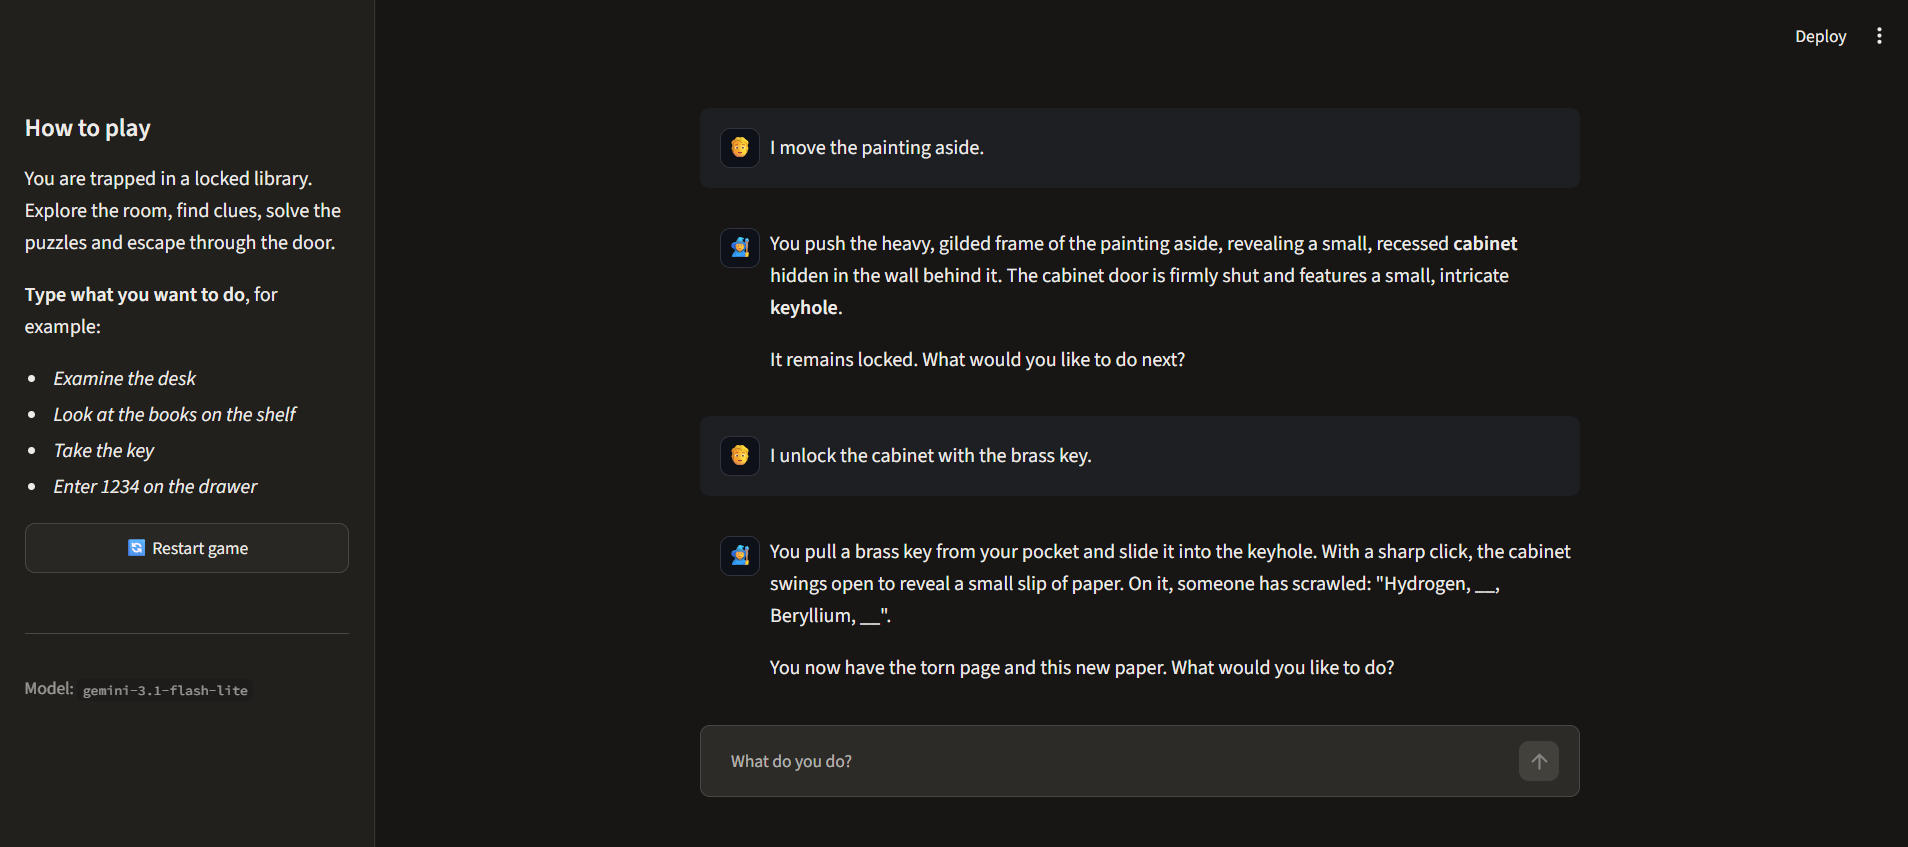 Deploy
How to play
You are trapped in a locked library.
Explore the room, find clues, solve the
puzzles and escape through the door.
Type what you want to do, for
example:
Examine the desk
Look at the books on the shelf
Take the key
Enter 1234 on the drawer
Restart game
Model: gemini-3.1-flash-lite
I move the painting aside.
You push the heavy, gilded frame of the painting aside, revealing a small, recessed cabinet
hidden in the wall behind it. The cabinet door is firmly shut and features a small, intricate
keyhole.
It remains locked. What would you like to do next?
I unlock the cabinet with the brass key.
You pull a brass key from your pocket and slide it into the keyhole. With a sharp click, the cabinet
swings open to reveal a small slip of paper. On it, someone has scrawled: "Hydrogen, __,
Beryllium, __".
You now have the torn page and this new paper. What would you like to do?
What do you do?